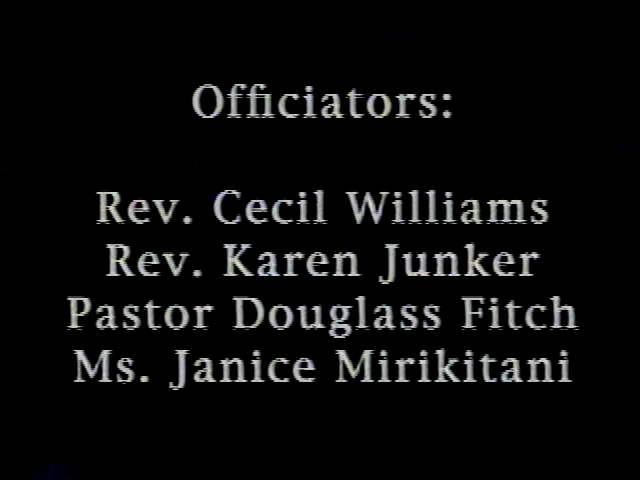 Officiators:
Rev. Cecil Williams
Rev. Karen Junker
Pastor Douglass Fitch
Ms. Janice Mirikitani